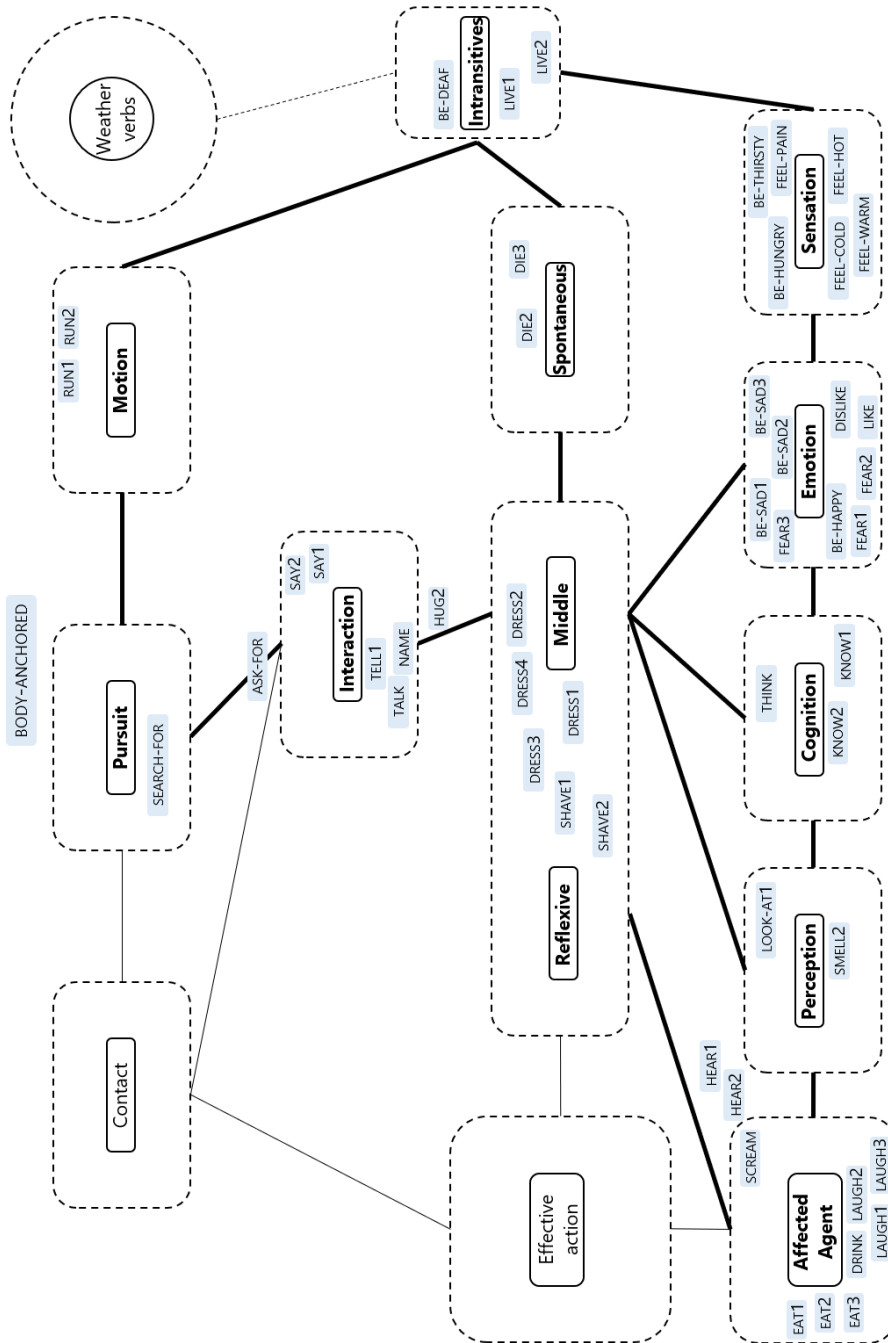 BODY-ANCHORED
Contact
Pursuit
SEARCH-FOR
Motion
RUN1
RUN2
Weather
verbs
ASK-FOR
Interaction
SAY2
SAY1
TELL1
TALK
NAME
HUG2
Intransitives
BE-DEAF
LIVE1
LIVE2
Effective
action
Reflexive
Middle
DRESS2
DRESS4
DRESS3
DRESS1
SHAVE1
SHAVE2
Spontaneous
DIE2
DIE3
HEAR1
HEAR2
SCREAM
Affected
Agent
EAT1
EAT2
EAT3
DRINK
LAUGH2
LAUGH1
LAUGH3
LOOK-AT1
Perception
SMELL2
THINK
Cognition
KNOW2
KNOW1
BE-SAD1
BE-SAD3
FEAR3
BE-SAD2
Emotion
BE-HAPPY
DISLIKE
FEAR1
FEAR2
LIKE
BE-THIRSTY
BE-HUNGRY
FEEL-PAIN
Sensation
FEEL-COLD
FEEL-HOT
FEEL-WARM